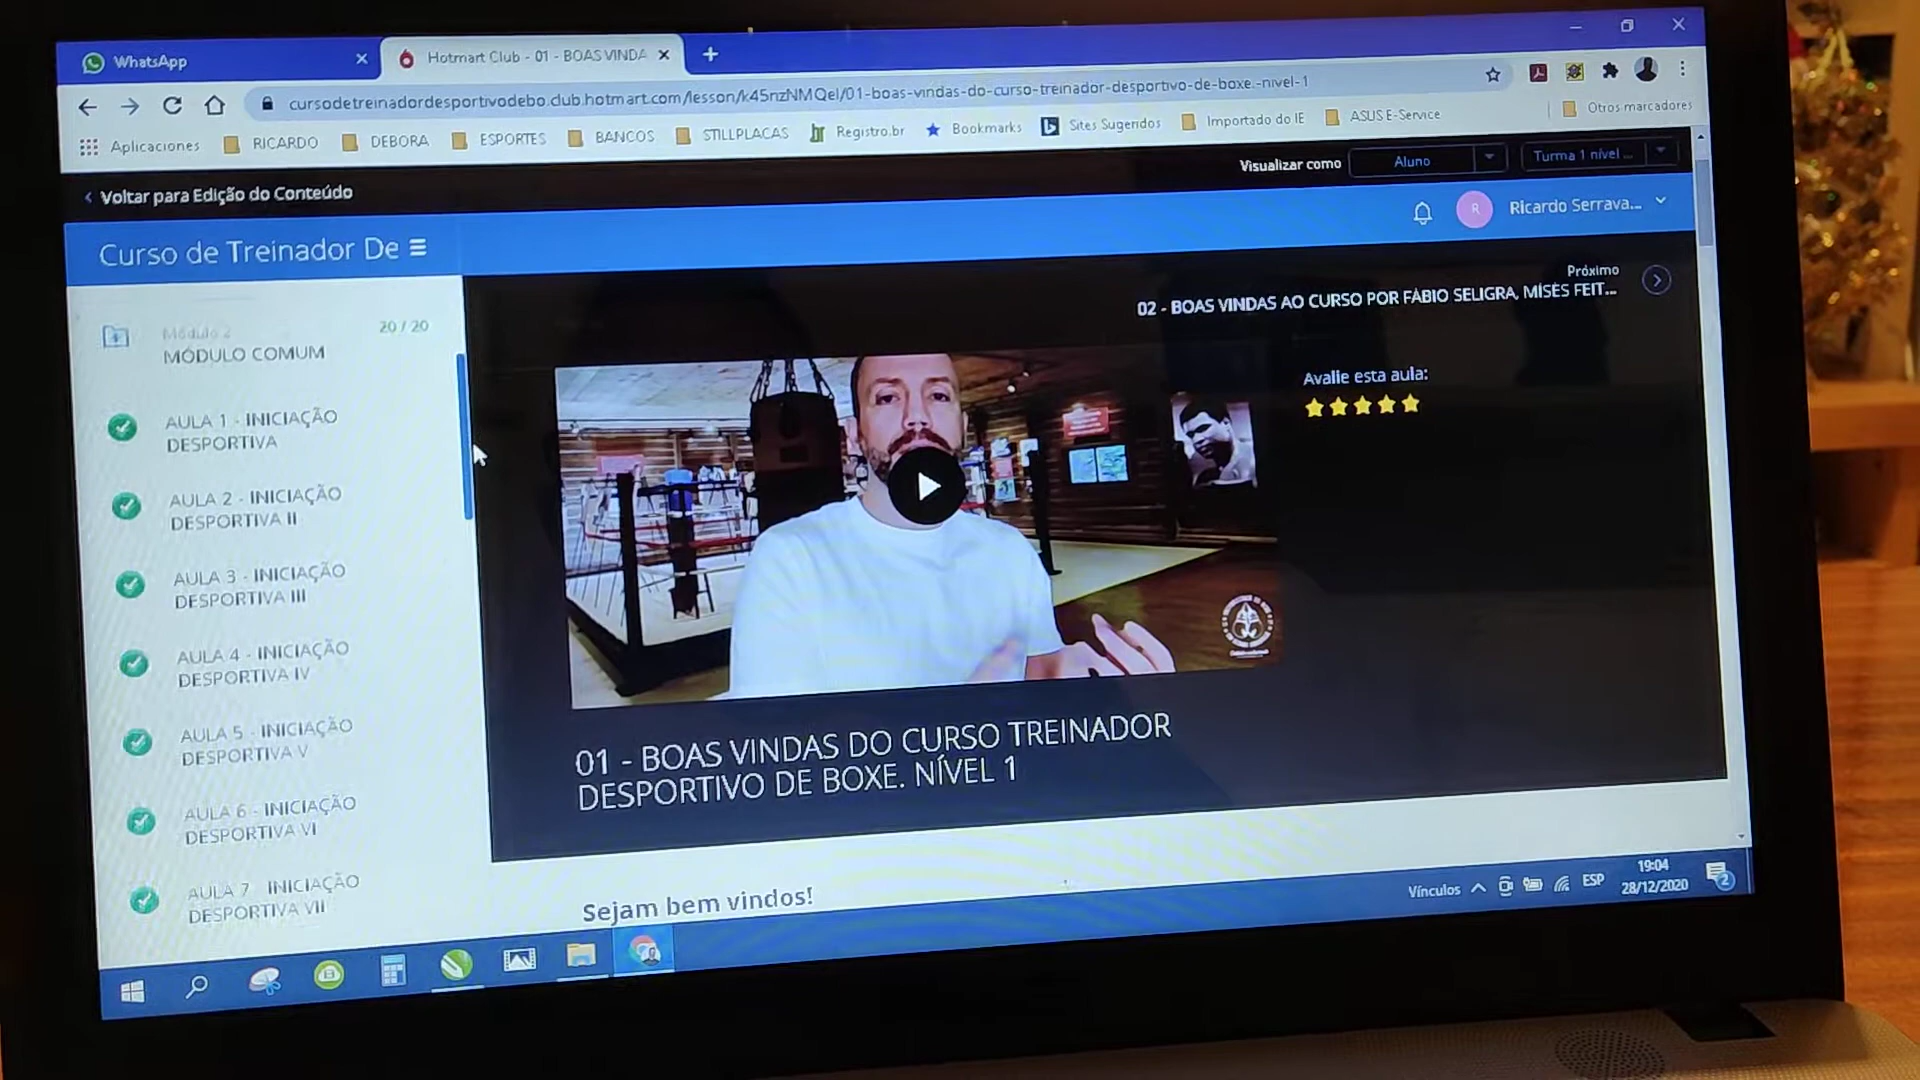 WhatsApp
Hotmart Club - 01 - BOAS VINDA
cursodetreinadordesportivodebo.club.hotmart.com/lesson/k45nzNMQel/01-boas-vindas-do-curso-treinador-desportivo-de-boxe.-nivel-1
Aplicaciones
RICARDO
DEBORA
ESPORTES
BANCOS
STILLPLACAS
Registro.br
Bookmarks
Sites Sugeridos
Importado do IE
ASUS E-Service
Otros marcadores
Voltar para Edição do Conteúdo
Visualizar como
Aluno
Turma 1 nível ...
Curso de Treinador De
R
Ricardo Serrava...
Próximo
02 - BOAS VINDAS AO CURSO POR FÁBIO SELIGRA, MISES FEIT...
Módulo 2
20 / 20
MÓDULO COMUM
AULA 1 - INICIAÇÃO
DESPORTIVA
AULA 2 - INICIAÇÃO
DESPORTIVA II
AULA 3 - INICIAÇÃO
DESPORTIVA III
AULA 4 - INICIAÇÃO
DESPORTIVA IV
AULA 5 - INICIAÇÃO
DESPORTIVA V
AULA 6 - INICIAÇÃO
DESPORTIVA VI
AULA 7 - INICIAÇÃO
DESPORTIVA VII
Avalie esta aula:
01 - BOAS VINDAS DO CURSO TREINADOR
DESPORTIVO DE BOXE. NÍVEL 1
Sejam bem vindos!
Vínculos
ESP
19:04
28/12/2020
2